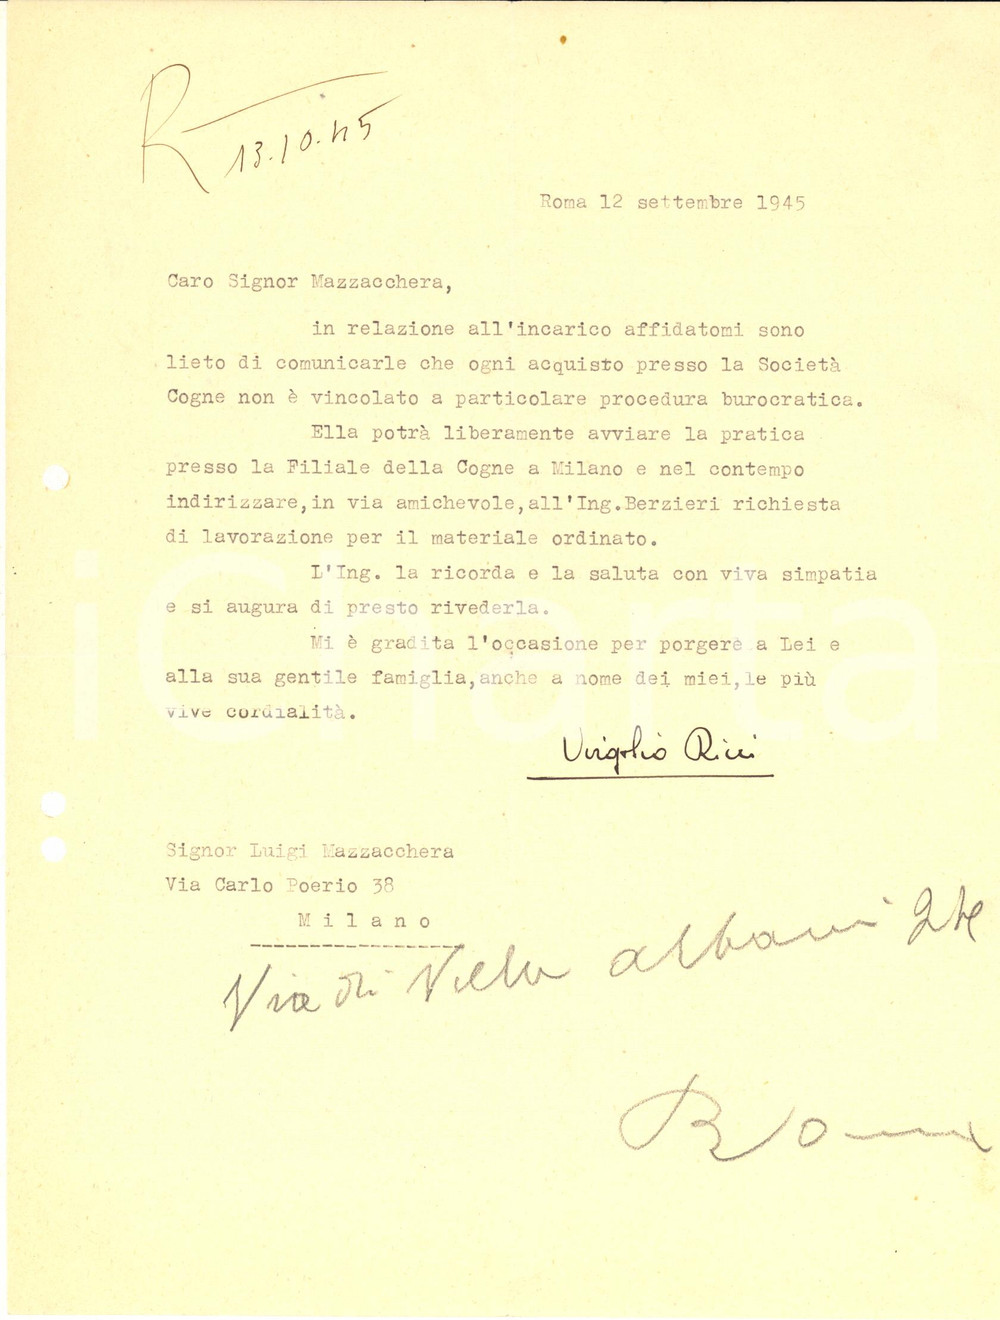 R
13.10.45
Roma 12 settembre 1945
Caro Signor Mazzacchera,
in relazione all'incarico affidatomi sono
lieto di comunicarle che ogni acquisto presso la Società
Cogne non è vincolato a particolare procedura burocratica.
Ella potrà liberamente avviare la pratica
presso la Filiale della Cogne a Milano e nel contempo
indirizzare,in via amichevole,all'Ing.Berzieri richiesta
di lavorazione per il materiale ordinato.
L'Ing. la ricorda e la saluta con viva simpatia
e si augura di presto rivederla.
Mi è gradita l'occasione per porgere a Lei e
alla sua gentile famiglia,anche a nome dei miei,le più
vive cordialità.
Virgilio Ricci
Signor Luigi Mazzacchera
Via Carlo Poerio 38
Milano
Via di Villa Albani
Roma
iCharta